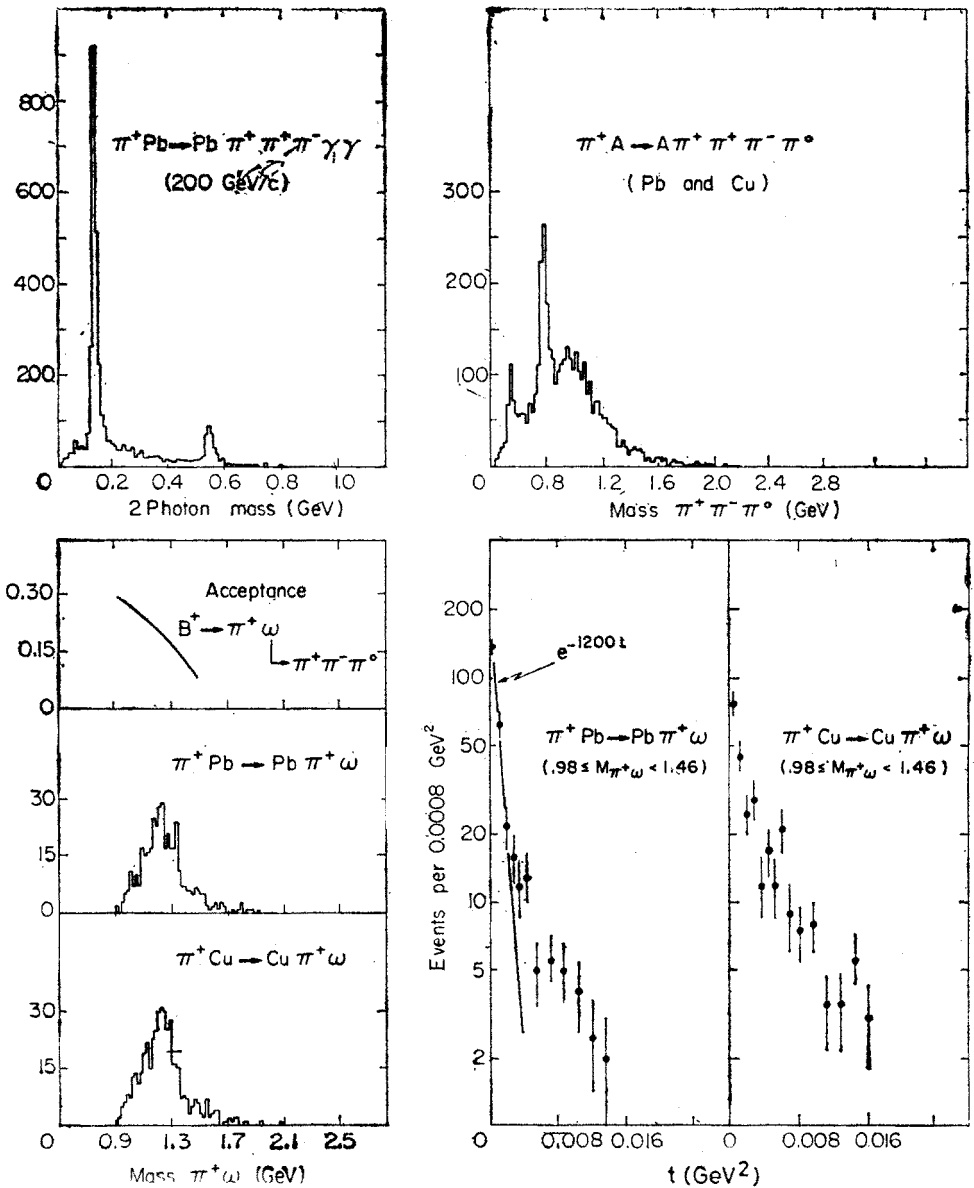 800
600
400
200
0
π⁺Pb→Pb π⁺ π⁺ π⁻ γ γ
(200 GeV/c)
0.2 0.4 0.6 0.8 1.0
2 Photon mass (GeV)
300
200
100
π⁺A→Aπ⁺π⁺π⁻π°
(Pb and Cu)
0 0.8 1.2 1.6 2.0 2.4 2.8
Mass π⁺π⁻π° (GeV)
0.30
0.15
0
Acceptance
B⁺→π⁺ω
→π⁺π⁻π°
π⁺Pb→Pb π⁺ω
30
15
0
π⁺Cu→Cu π⁺ω
30
15
0
0.9 1.3 1.7 2.1 2.5
Mass π⁺ω (GeV)
Events per 0.0008 GeV²
200
100
50
20
10
5
2
e⁻¹²⁰⁰ᵗ
π⁺Pb→Pb π⁺ω
(.98≤Mπ⁺ω<1.46)
π⁺Cu→Cu π⁺ω
(.98≤Mπ⁺ω<1.46)
0 0.008 0.016
0 0.008 0.016
t (GeV²)